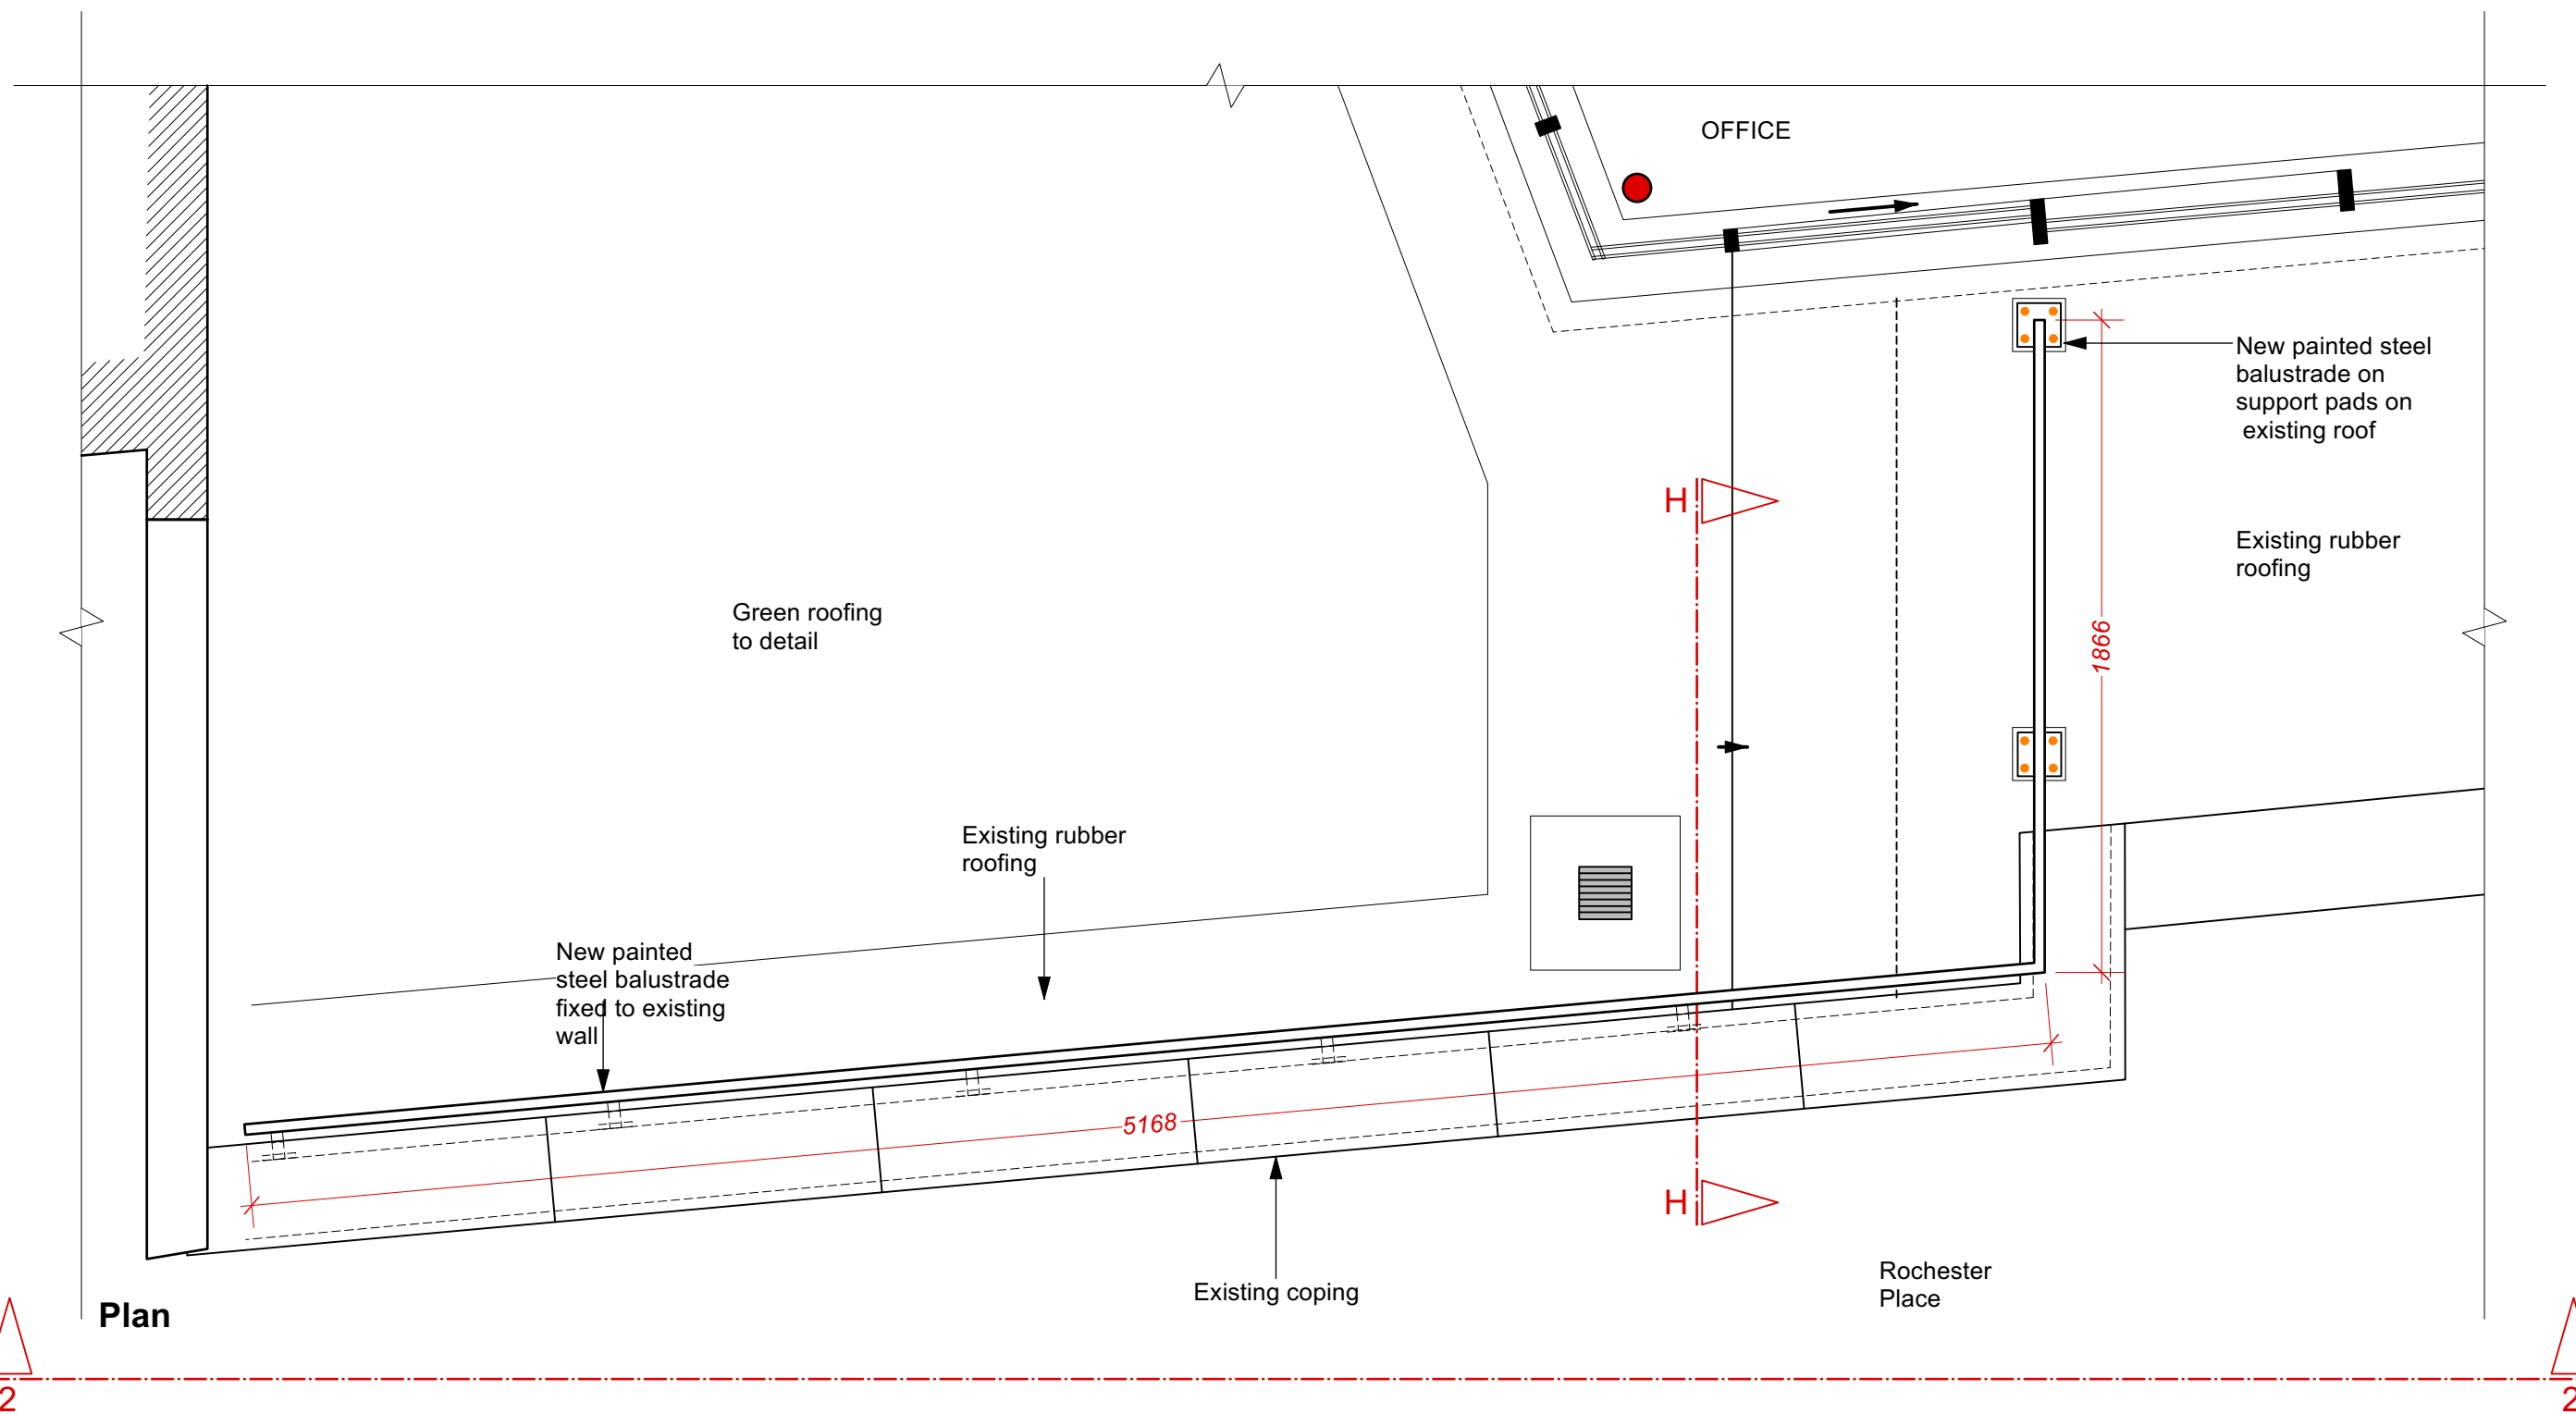 OFFICE
New painted steel
balustrade on
support pads on
existing roof
H
Existing rubber
roofing
Green roofing
to detail
1866
Existing rubber
roofing
New painted
steel balustrade
fixed to existing
wall
5168
H
Existing coping
Rochester
Place
Plan
2
2